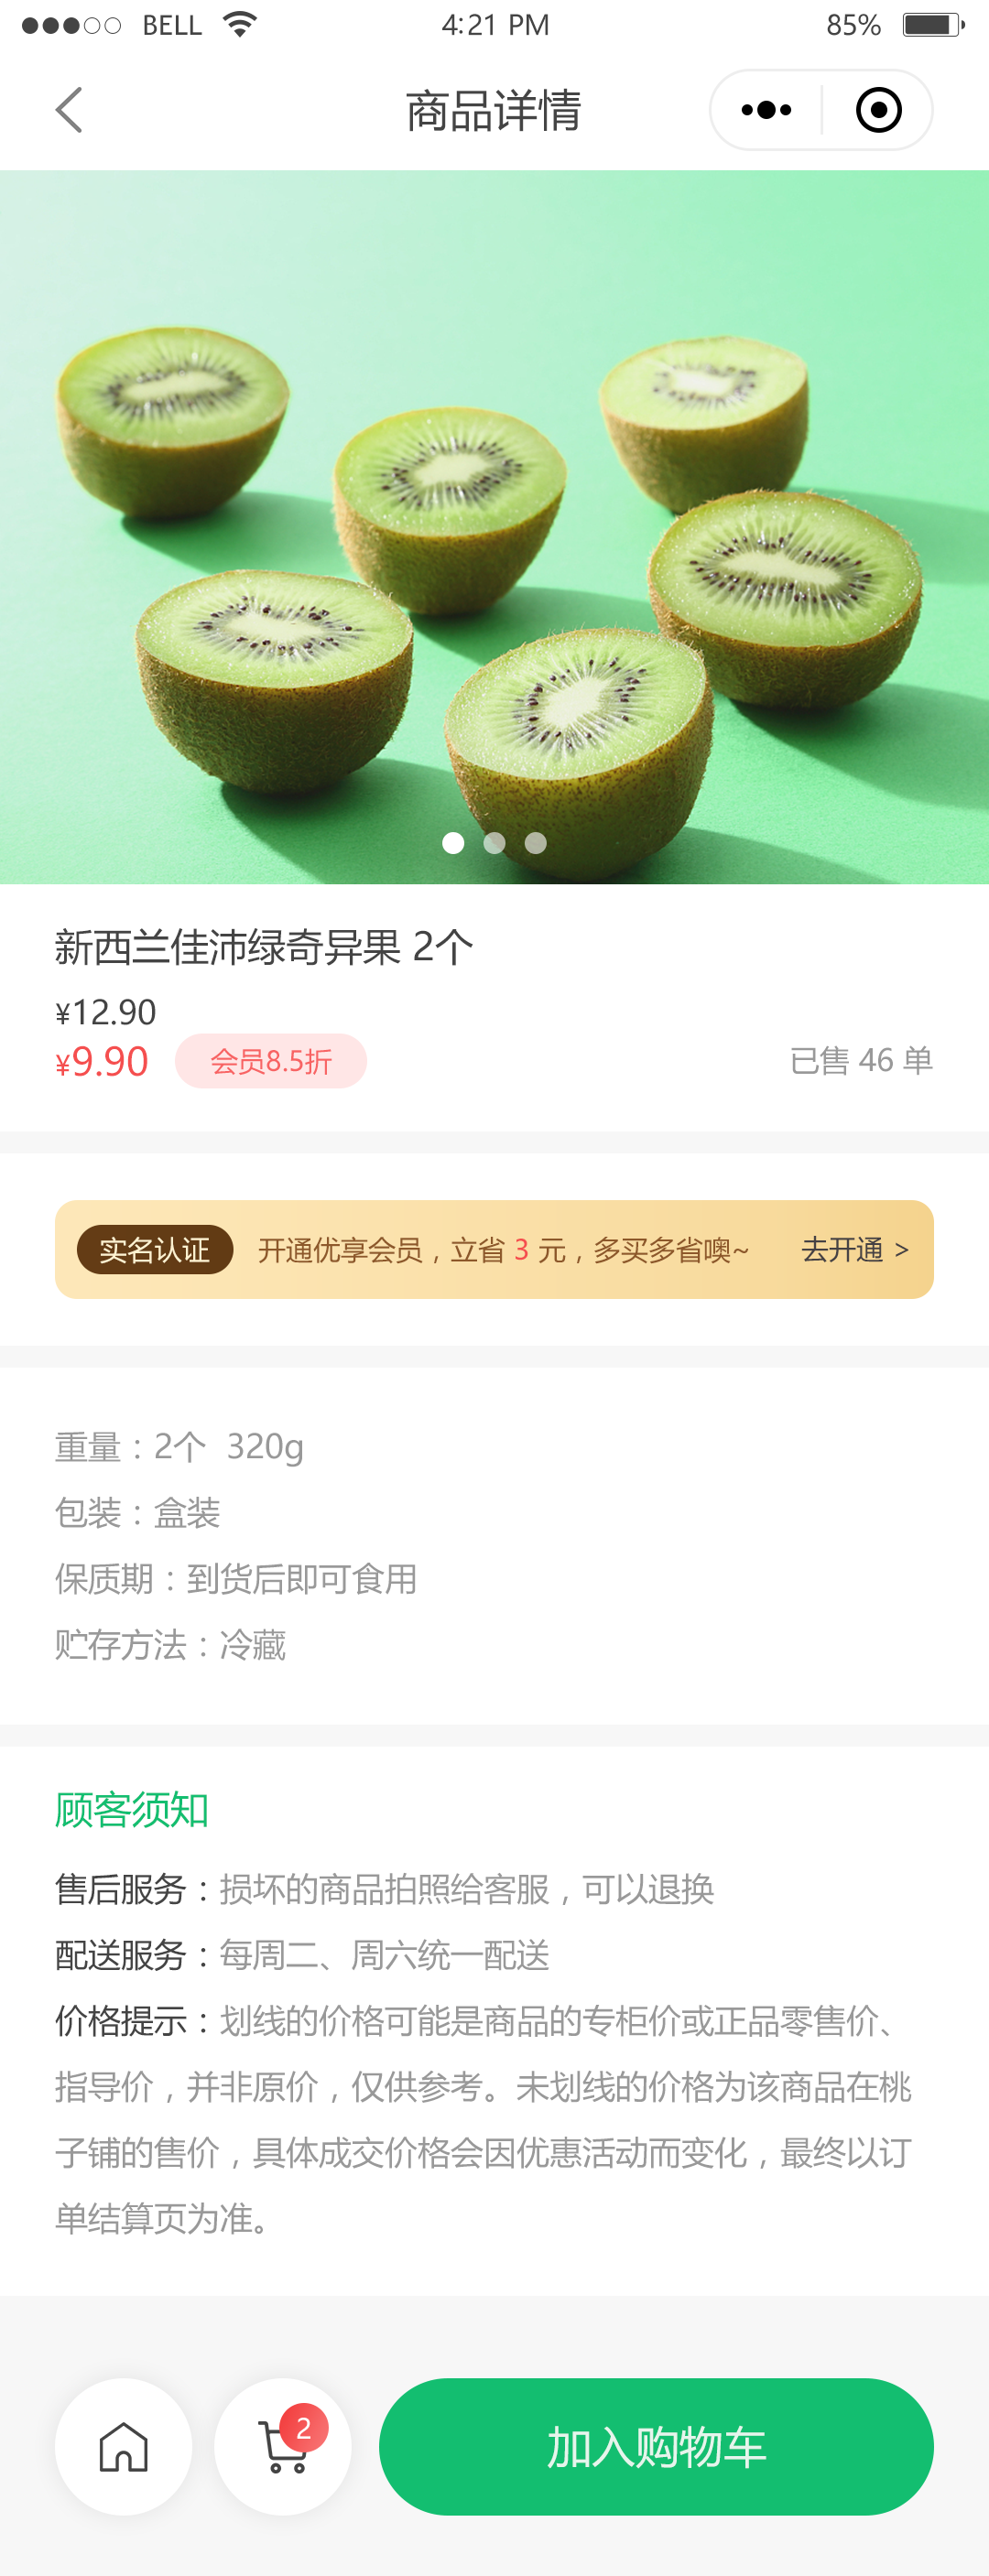 BELL 4:21 PM 85%
商品详情
新西兰佳沛绿奇异果 2个
¥12.90
¥9.90 会员8.5折 已售 46 单
实名认证 开通优享会员，立省 3 元，多买多省噢~ 去开通 >
重量：2个 320g
包装：盒装
保质期：到货后即可食用
贮存方法：冷藏
顾客须知
售后服务：损坏的商品拍照给客服，可以退换
配送服务：每周二、周六统一配送
价格提示：划线的价格可能是商品的专柜价或正品零售价、
指导价，并非原价，仅供参考。未划线的价格为该商品在桃
子铺的售价，具体成交价格会因优惠活动而变化，最终以订
单结算页为准。
2
加入购物车